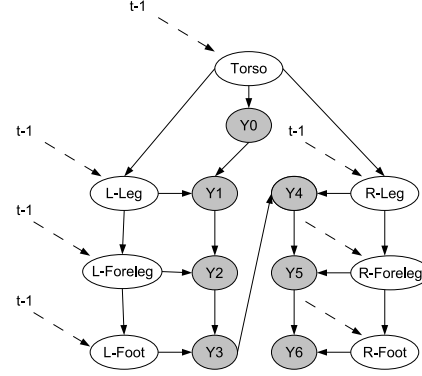 t-1
Torso
Y0
t-1
t-1
L-Leg
Y1
Y4
R-Leg
t-1
L-Foreleg
Y2
Y5
R-Foreleg
t-1
L-Foot
Y3
Y6
R-Foot